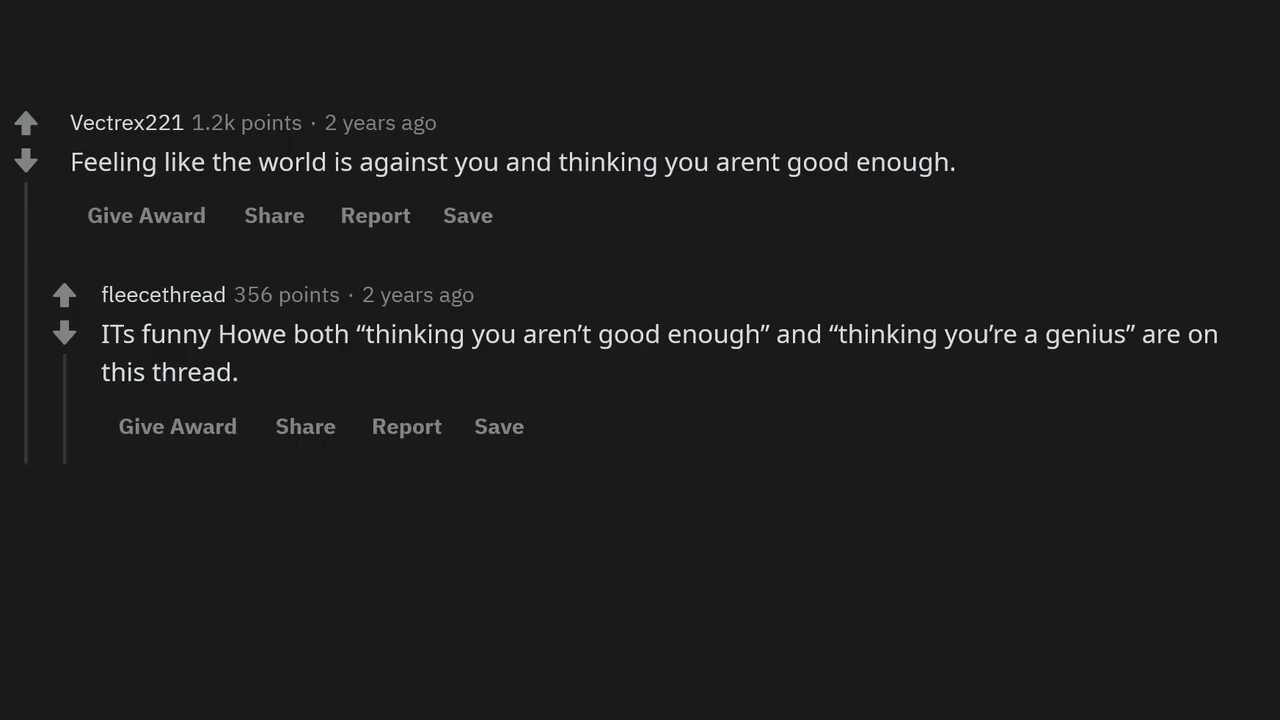 Vectrex221 1.2k points · 2 years ago
Feeling like the world is against you and thinking you arent good enough.
Give Award Share Report Save
fleecethread 356 points · 2 years ago
ITs funny Howe both “thinking you aren’t good enough” and “thinking you’re a genius” are on
this thread.
Give Award Share Report Save